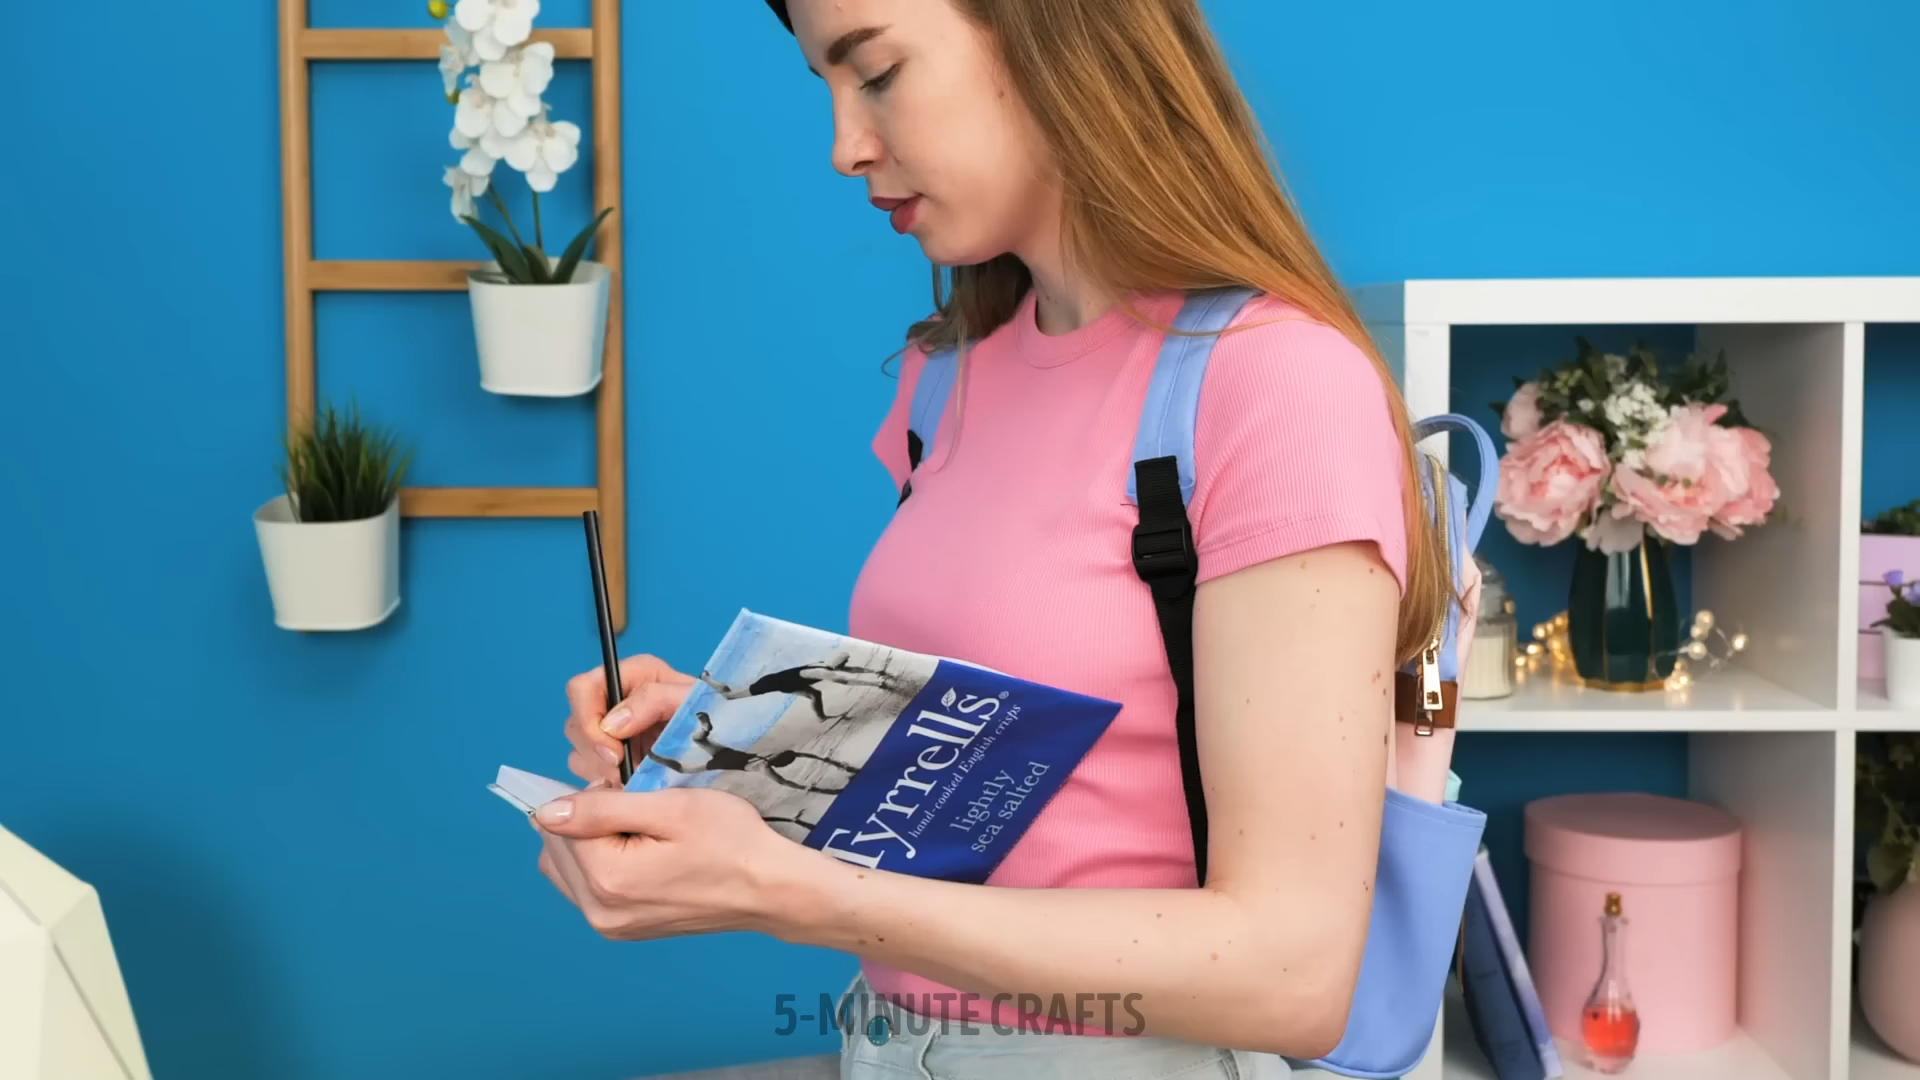 Tyrrells®
hand-cooked English crisps
lightly
sea salted
5-MINUTE CRAFTS